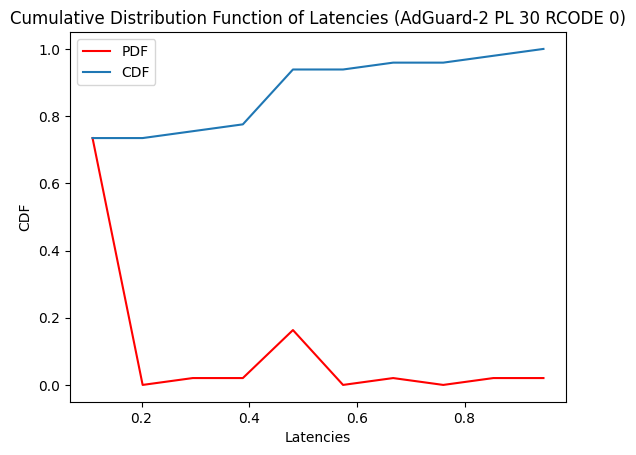 Cumulative Distribution Function of Latencies (AdGuard-2 PL 30 RCODE 0)
PDF
CDF
1.0
0.8
0.6
0.4
0.2
0.0
CDF
0.2
0.4
0.6
0.8
Latencies